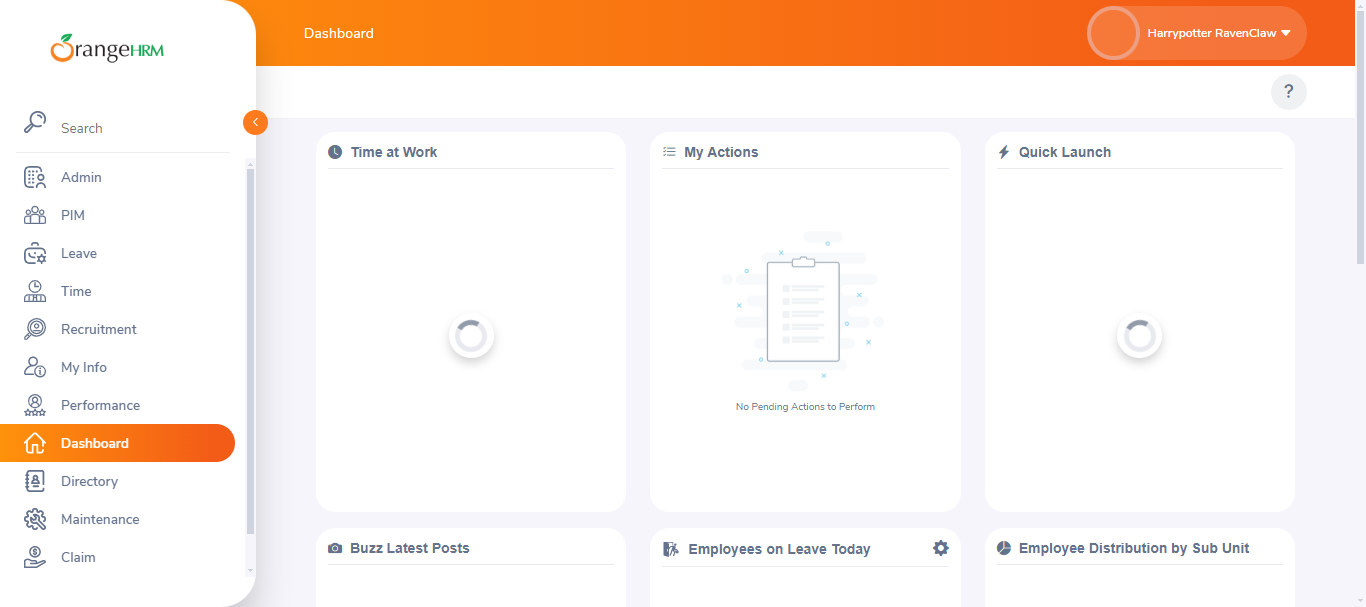 OrangeHRM
Dashboard
Harrypotter RavenClaw
?
Search
Admin
PIM
Leave
Time
Recruitment
My Info
Performance
Dashboard
Directory
Maintenance
Claim
Time at Work
My Actions
No Pending Actions to Perform
Quick Launch
Buzz Latest Posts
Employees on Leave Today
Employee Distribution by Sub Unit